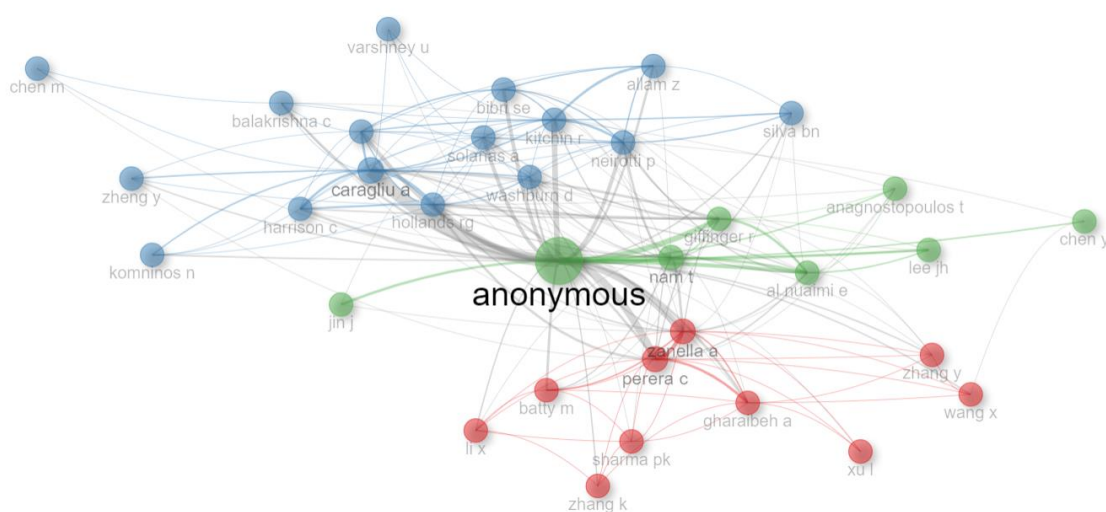 varshney u
chen m
allam z
bibri se
balakrishna c
kitchin r
silva bn
solanas a
neirotti p
caragliu a
washburn d
zheng y
harrison c
hollands rg
anagnostopoulos t
giffinger r
chen y
komninos n
nam t
lee jh
al nuaimi e
anonymous
jin j
zanella a
perera c
zhang y
batty m
gharaibeh a
wang x
li x
sharma pk
xu l
zhang k